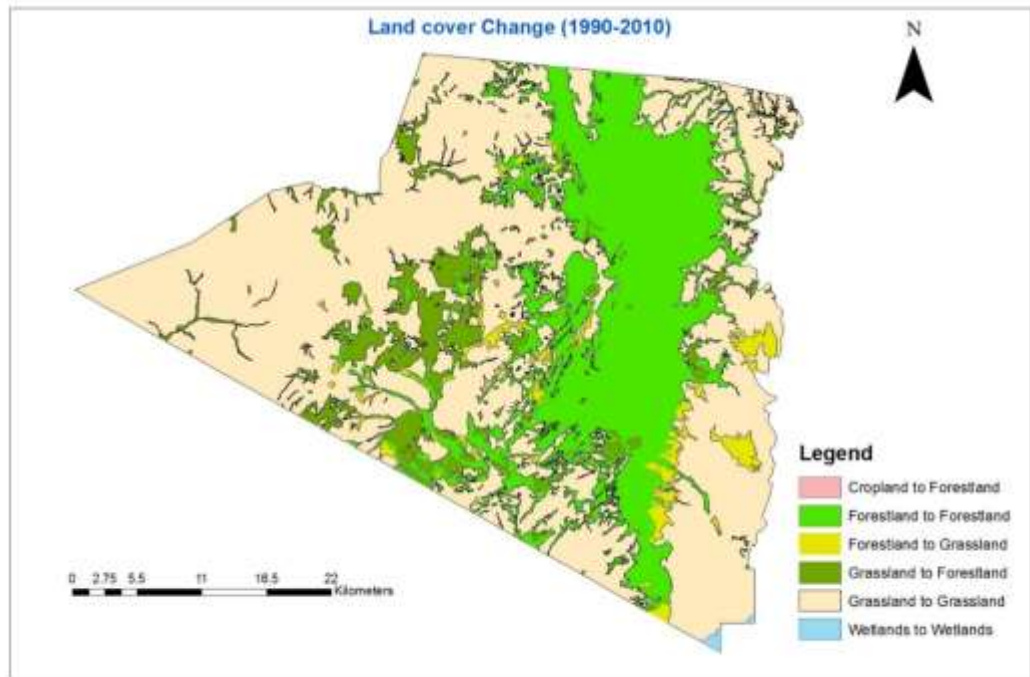 Land cover Change (1990-2010)
N
Legend
Cropland to Forestland
Forestland to Forestland
Forestland to Grassland
Grassland to Forestland
Grassland to Grassland
Wetlands to Wetlands
0 2.75 5.5 11 16.5 22
Kilometers